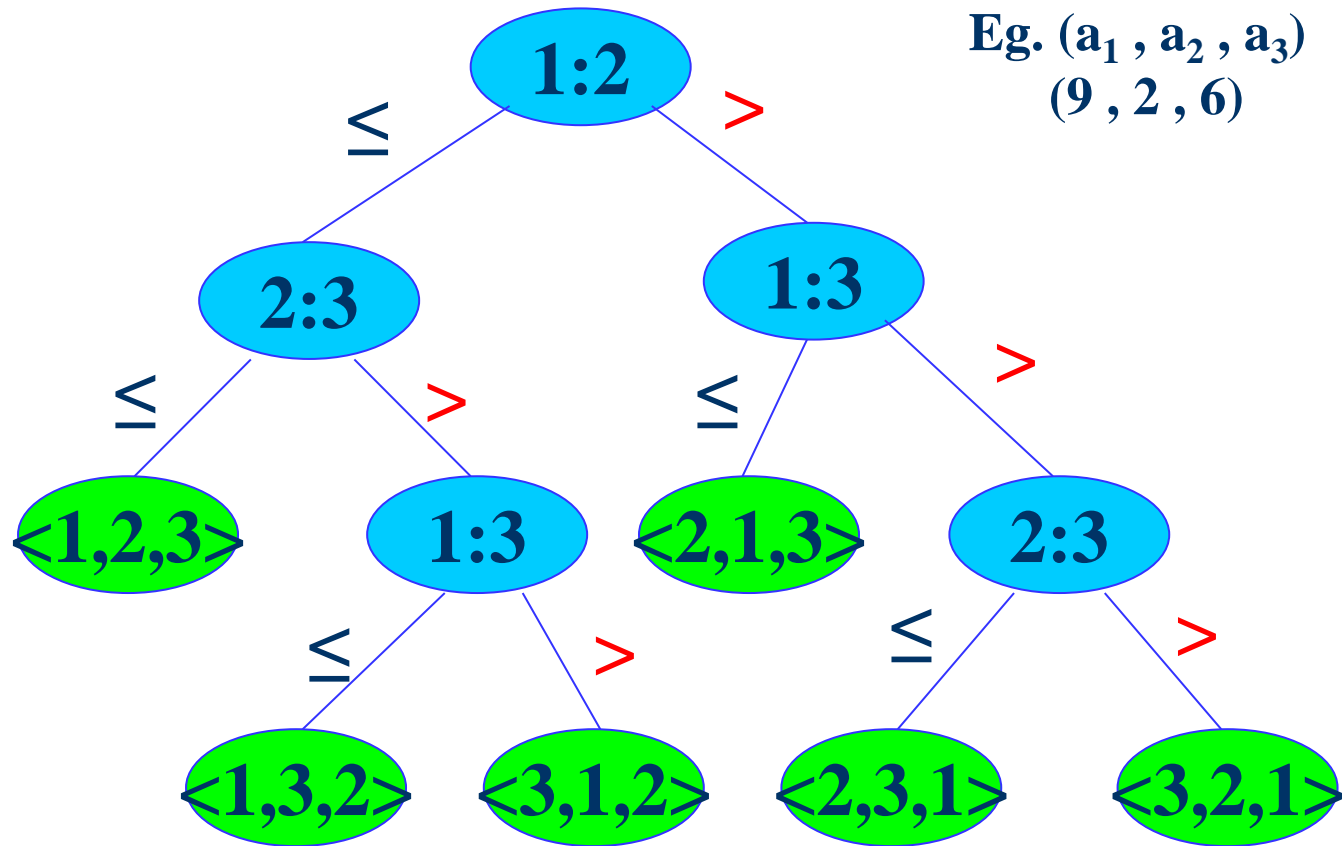 Eg. (a₁ , a₂ , a₃)
(9 , 2 , 6)
1:2
≤ >
2:3 1:3
≤ > ≤ >
<1,2,3> 1:3 <2,1,3> 2:3
≤ > ≤ >
<1,3,2> <3,1,2> <2,3,1> <3,2,1>